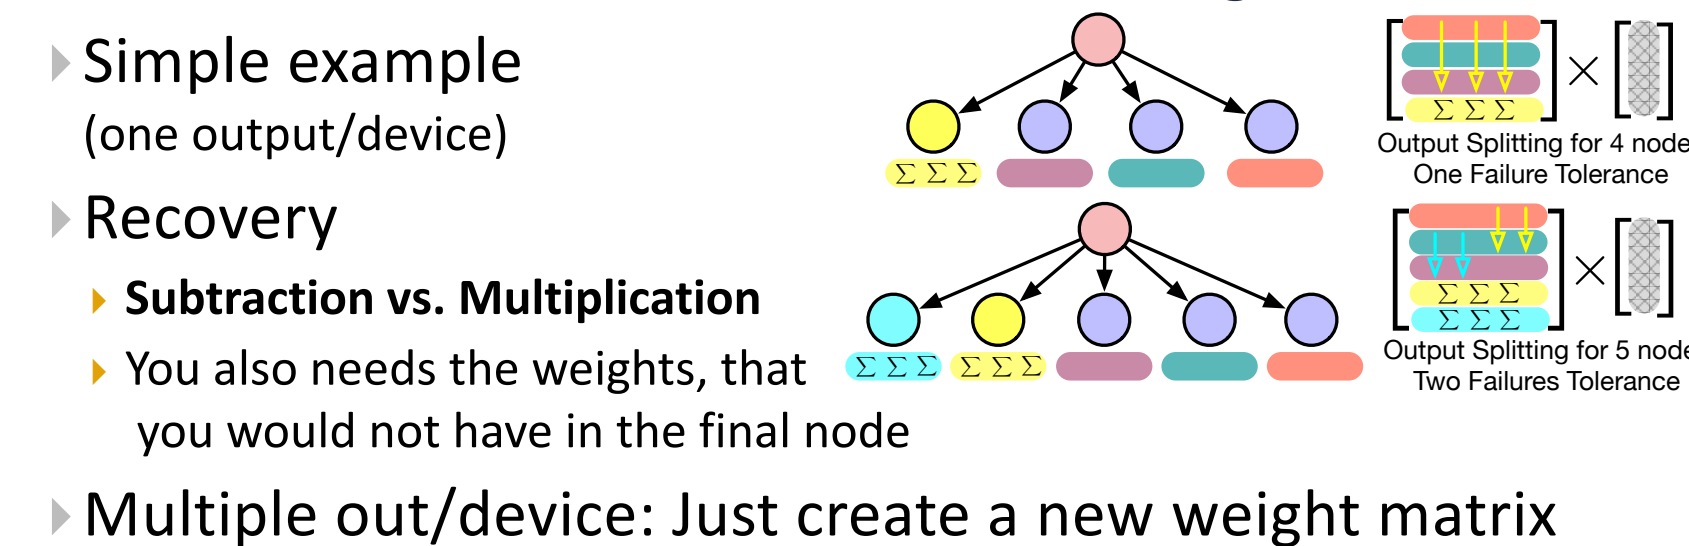 Simple example
(one output/device)
Recovery
Subtraction vs. Multiplication
You also needs the weights, that
you would not have in the final node
Multiple out/device: Just create a new weight matrix
Σ Σ Σ
Σ Σ Σ Σ Σ Σ
Σ Σ Σ
×
Output Splitting for 4 node
One Failure Tolerance
Σ Σ Σ
Σ Σ Σ
×
Output Splitting for 5 node
Two Failures Tolerance